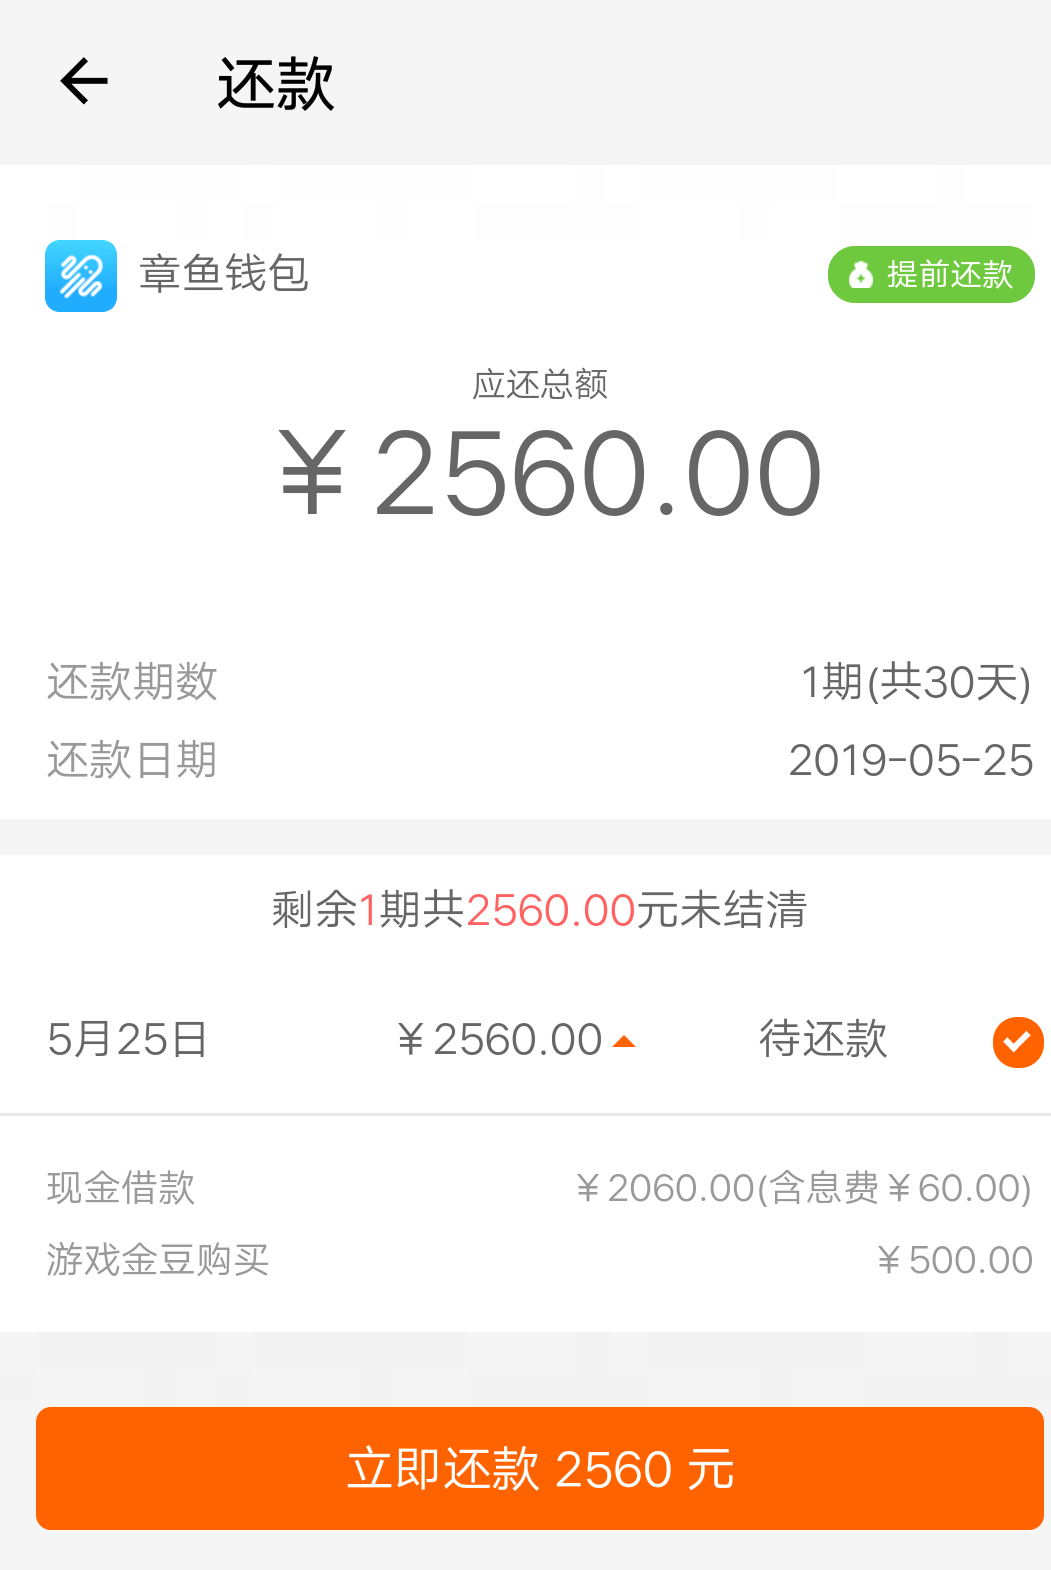 还款
章鱼钱包
提前还款
应还总额
¥2560.00
还款期数 1期(共30天)
还款日期 2019-05-25
剩余1期共2560.00元未结清
5月25日 ¥2560.00 待还款
现金借款 ¥2060.00(含息费¥60.00)
游戏金豆购买 ¥500.00
立即还款 2560 元